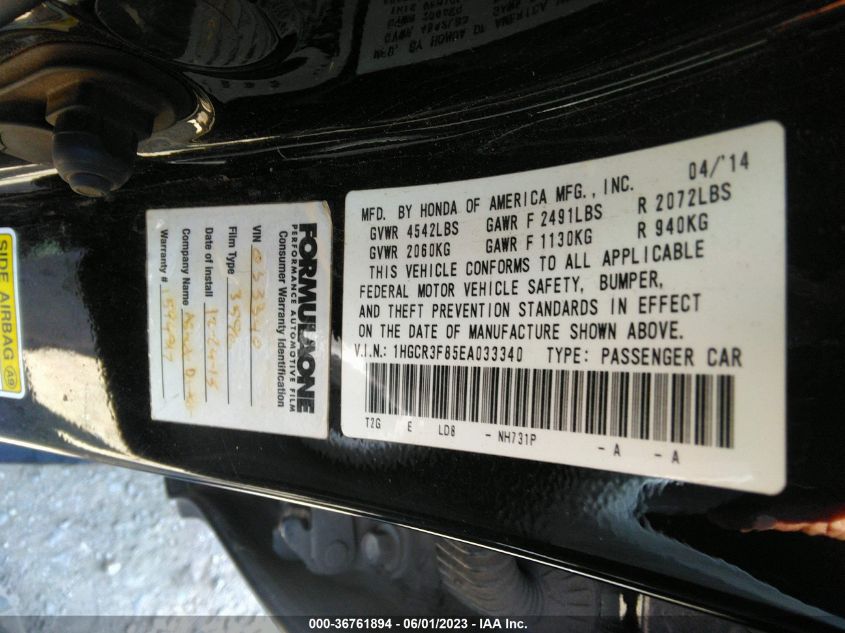 04/'14
MFD. BY HONDA OF AMERICA MFG., INC.
GVWR 4542LBS GAWR F 2491LBS R 2072LBS
GVWR 2060KG GAWR F 1130KG R 940KG
THIS VEHICLE CONFORMS TO ALL APPLICABLE
FEDERAL MOTOR VEHICLE SAFETY, BUMPER,
AND THEFT PREVENTION STANDARDS IN EFFECT
ON THE DATE OF MANUFACTURE SHOWN ABOVE.
V.I.N.: 1HGCR3F85EA033340 TYPE: PASSENGER CAR
T2G E LD8 - NH731P - A - A
FORMULAONE
PERFORMANCE AUTOMOTIVE FILM
Consumer Warranty Identification
VIN 033340
Film Type
Date of Install
Company Name
Warranty #
SIDE AIRBAG A9
000-36761894 - 06/01/2023 - IAA Inc.